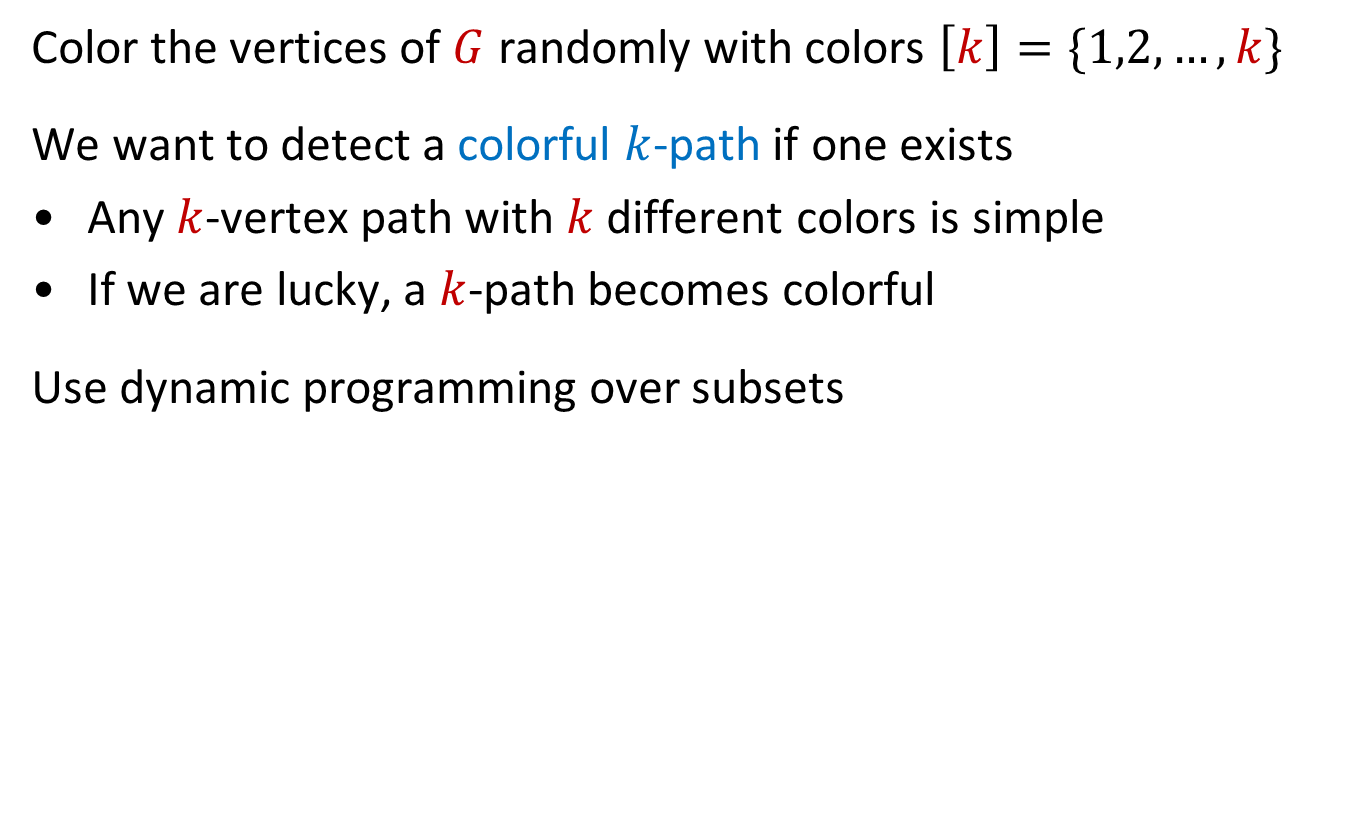 Color the vertices of G randomly with colors [k] = {1,2, … , k}
We want to detect a colorful k-path if one exists
• Any k-vertex path with k different colors is simple
• If we are lucky, a k-path becomes colorful
Use dynamic programming over subsets